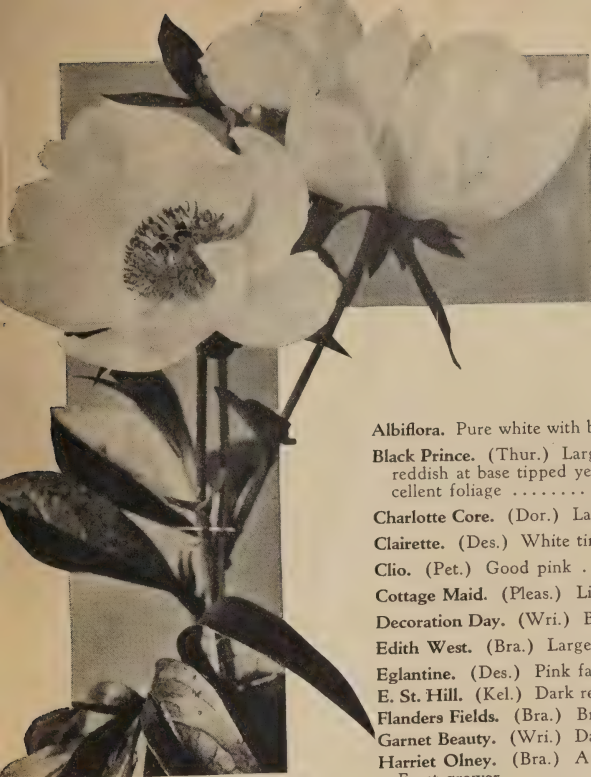 Albiflora. Pure white with b
Black Prince. (Thur.) Larg
reddish at base tipped ye
cellent foliage ........
Charlotte Core. (Dor.) La
Clairette. (Des.) White tin
Clio. (Pet.) Good pink .
Cottage Maid. (Pleas.) Li
Decoration Day. (Wri.) B
Edith West. (Bra.) Large
Eglantine. (Des.) Pink fa
E. St. Hill. (Kel.) Dark re
Flanders Fields. (Bra.) Br
Garnet Beauty. (Wri.) Da
Harriet Olney. (Bra.) A